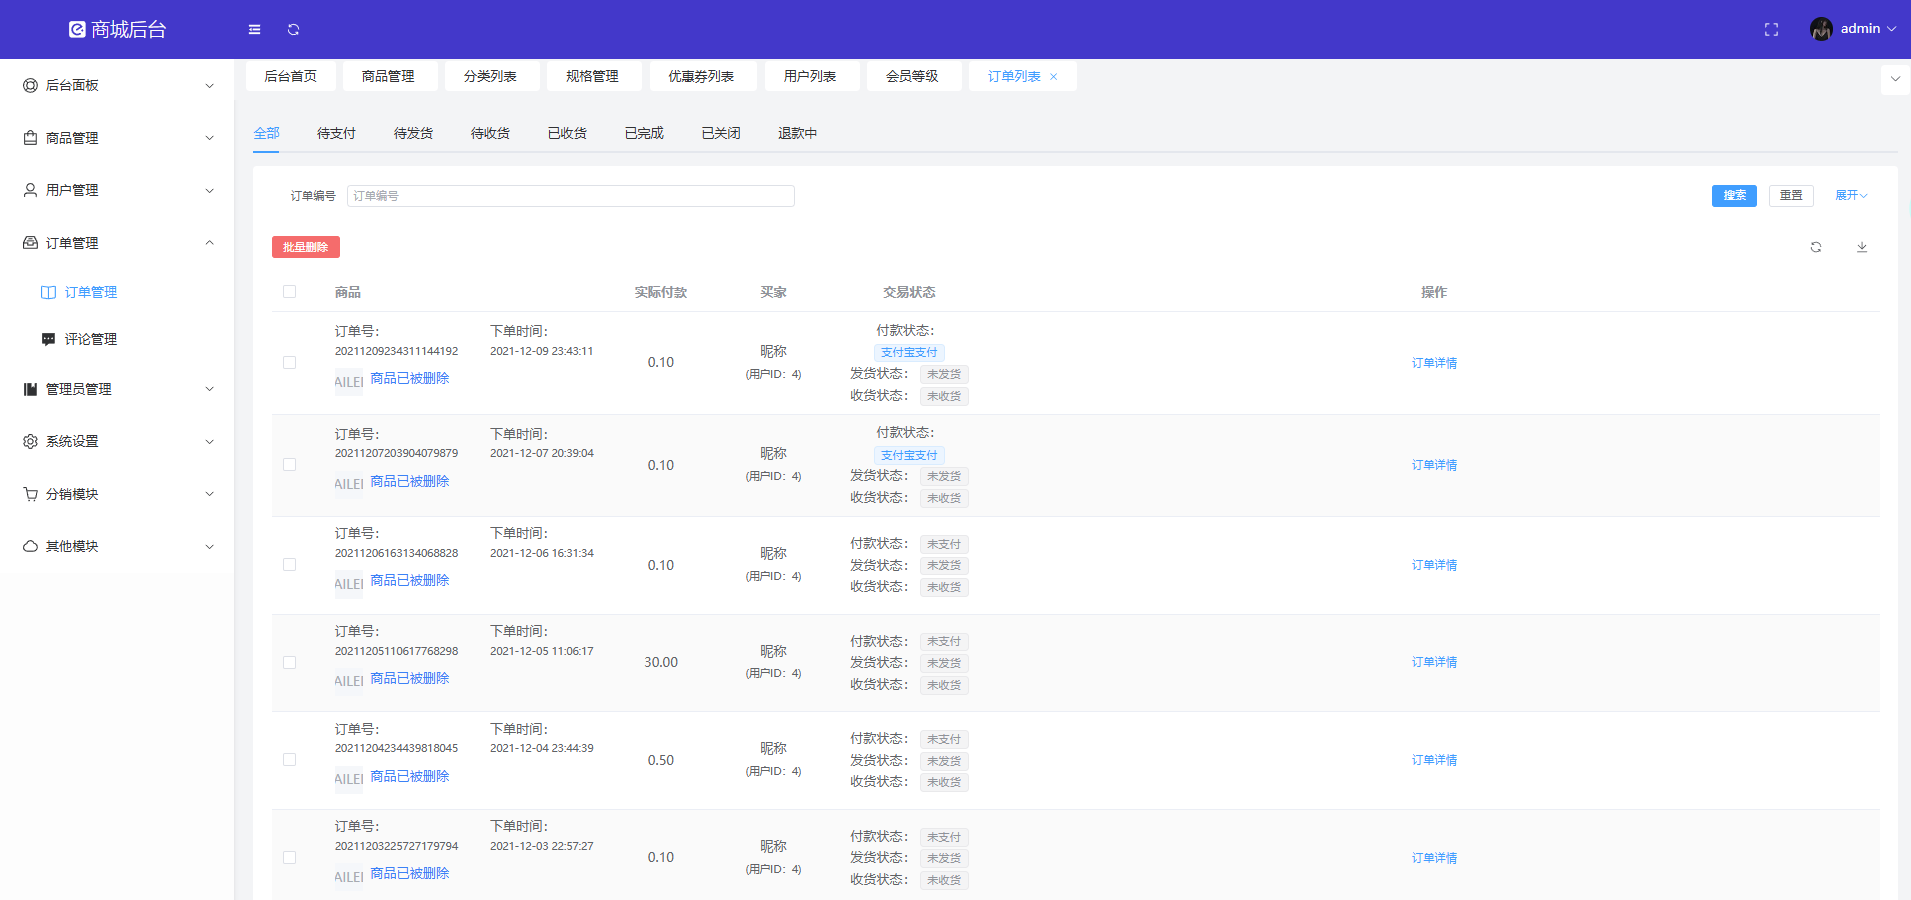 商城后台
admin
后台面板
商品管理
用户管理
订单管理
订单管理
评论管理
管理员管理
系统设置
分销模块
其他模块
后台首页 商品管理 分类列表 规格管理 优惠券列表 用户列表 会员等级 订单列表
全部 待支付 待发货 待收货 已收货 已完成 已关闭 退款中
订单编号 订单编号 搜索 重置 展开
批量删除
商品 实际付款 买家 交易状态 操作
订单号: 下单时间: 付款状态:
20211209234311144192 2021-12-09 23:43:11 昵称 支付宝支付
AILEI 商品已被删除 0.10 (用户ID: 4) 发货状态: 未发货 订单详情
收货状态: 未收货
订单号: 下单时间: 付款状态:
20211207203904079879 2021-12-07 20:39:04 昵称 支付宝支付
AILEI 商品已被删除 0.10 (用户ID: 4) 发货状态: 未发货 订单详情
收货状态: 未收货
订单号: 下单时间: 付款状态: 未支付
20211206163134068828 2021-12-06 16:31:34 昵称 发货状态: 未发货
AILEI 商品已被删除 0.10 (用户ID: 4) 收货状态: 未收货 订单详情
订单号: 下单时间: 付款状态: 未支付
20211205110617768298 2021-12-05 11:06:17 昵称 发货状态: 未发货
AILEI 商品已被删除 30.00 (用户ID: 4) 收货状态: 未收货 订单详情
订单号: 下单时间: 付款状态: 未支付
20211204234439818045 2021-12-04 23:44:39 昵称 发货状态: 未发货
AILEI 商品已被删除 0.50 (用户ID: 4) 收货状态: 未收货 订单详情
订单号: 下单时间: 付款状态: 未支付
20211203225727179794 2021-12-03 22:57:27 昵称 发货状态: 未发货
AILEI 商品已被删除 0.10 (用户ID: 4) 收货状态: 未收货 订单详情